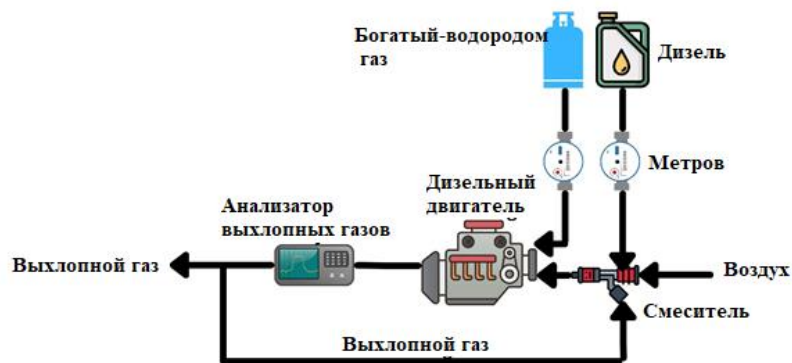 Богатый-водородом
газ
Дизель
Метров
Дизельный
двигатель
Анализатор
выхлопных газов
Выхлопной газ
Воздух
Смеситель
Выхлопной газ